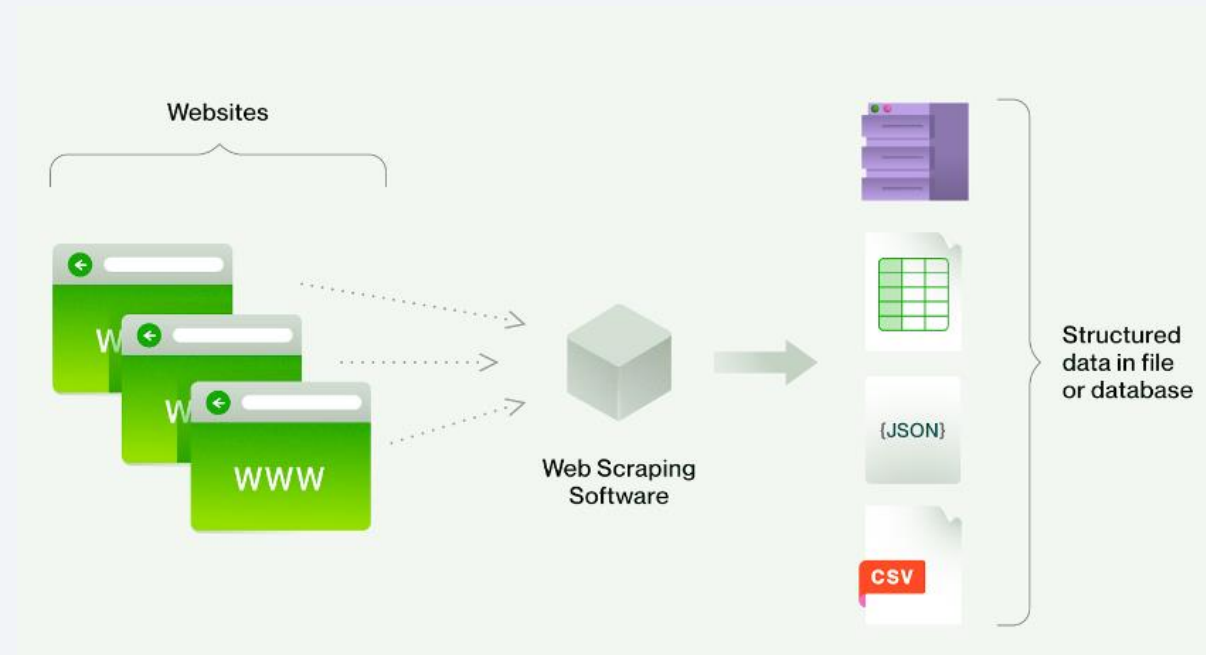 Websites
W
W
WWW
Web Scraping
Software
{JSON}
CSV
Structured
data in file
or database